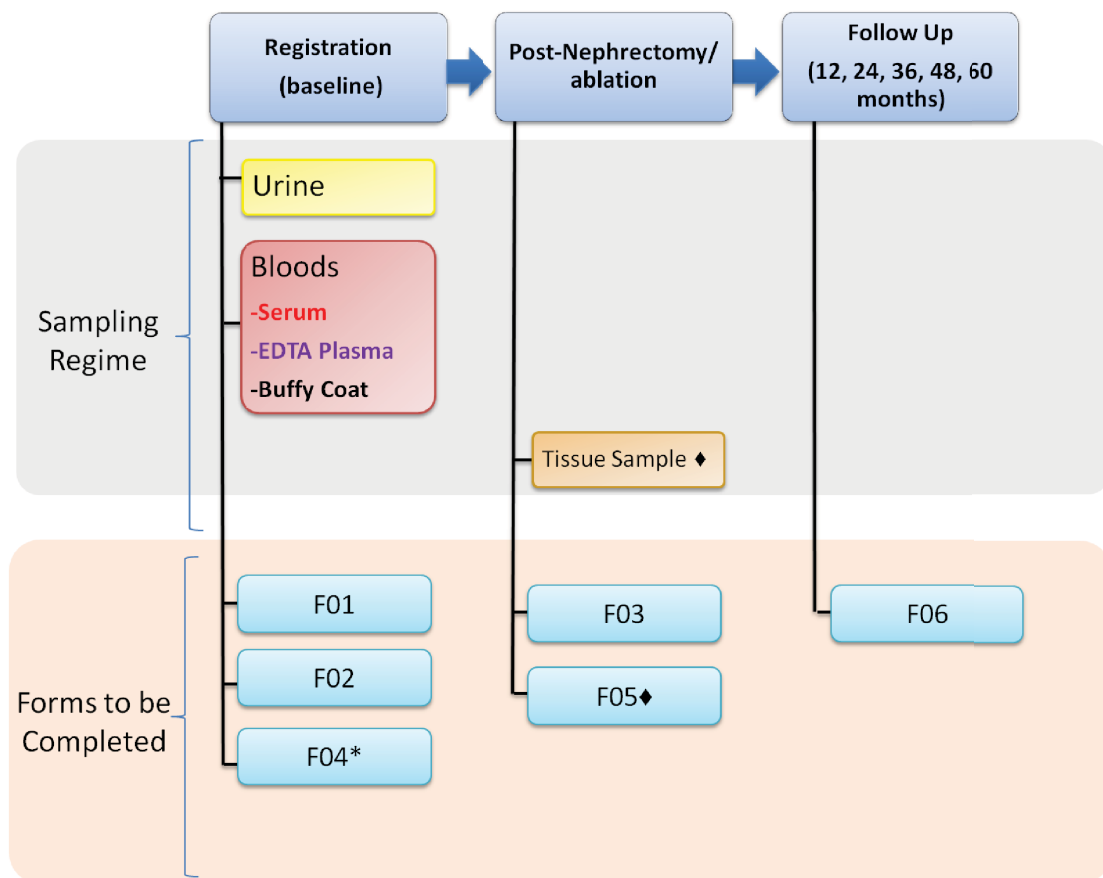 Registration
(baseline)
Post-Nephrectomy/
ablation
Follow Up
(12, 24, 36, 48, 60
months)
Sampling
Regime
Urine
Bloods
-Serum
-EDTA Plasma
-Buffy Coat
Tissue Sample ♦
Forms to be
Completed
F01
F02
F04*
F03
F05♦
F06